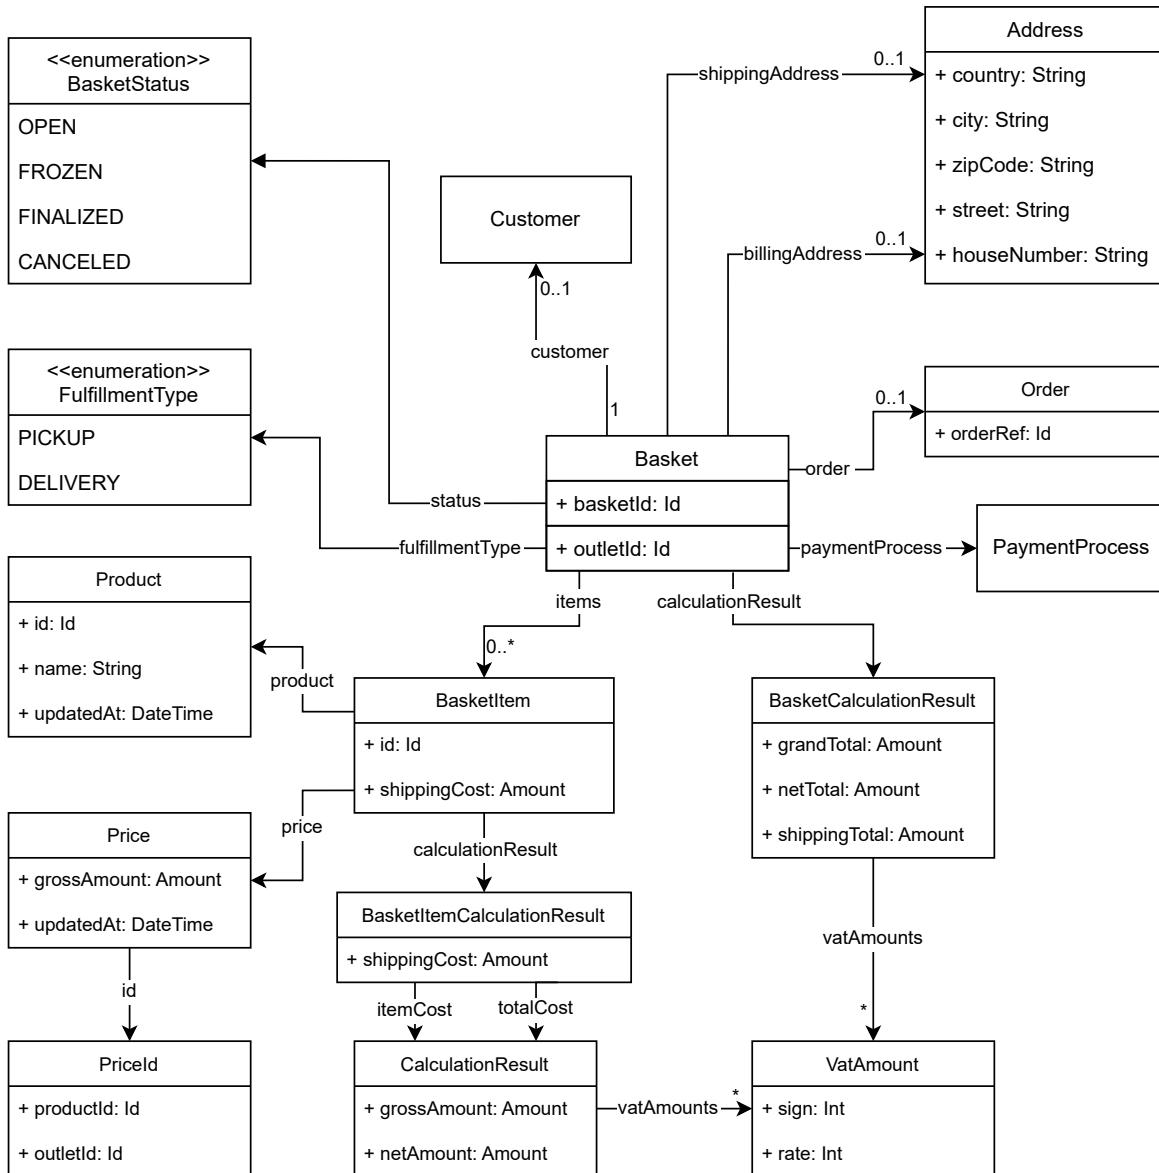 <<enumeration>>
BasketStatus
OPEN
FROZEN
FINALIZED
CANCELED
Customer
0..1
customer
1
shippingAddress
0..1
billingAddress
0..1
Address
+ country: String
+ city: String
+ zipCode: String
+ street: String
+ houseNumber: String
<<enumeration>>
FulfillmentType
PICKUP
DELIVERY
status
fulfillmentType
Basket
+ basketId: Id
+ outletId: Id
order
0..1
Order
+ orderRef: Id
paymentProcess
PaymentProcess
items
0..*
calculationResult
Product
+ id: Id
+ name: String
+ updatedAt: DateTime
product
BasketItem
+ id: Id
+ shippingCost: Amount
BasketCalculationResult
+ grandTotal: Amount
+ netTotal: Amount
+ shippingTotal: Amount
price
Price
+ grossAmount: Amount
+ updatedAt: DateTime
calculationResult
BasketItemCalculationResult
+ shippingCost: Amount
vatAmounts
*
id
itemCost
totalCost
PriceId
+ productId: Id
+ outletId: Id
CalculationResult
+ grossAmount: Amount
+ netAmount: Amount
vatAmounts
*
VatAmount
+ sign: Int
+ rate: Int